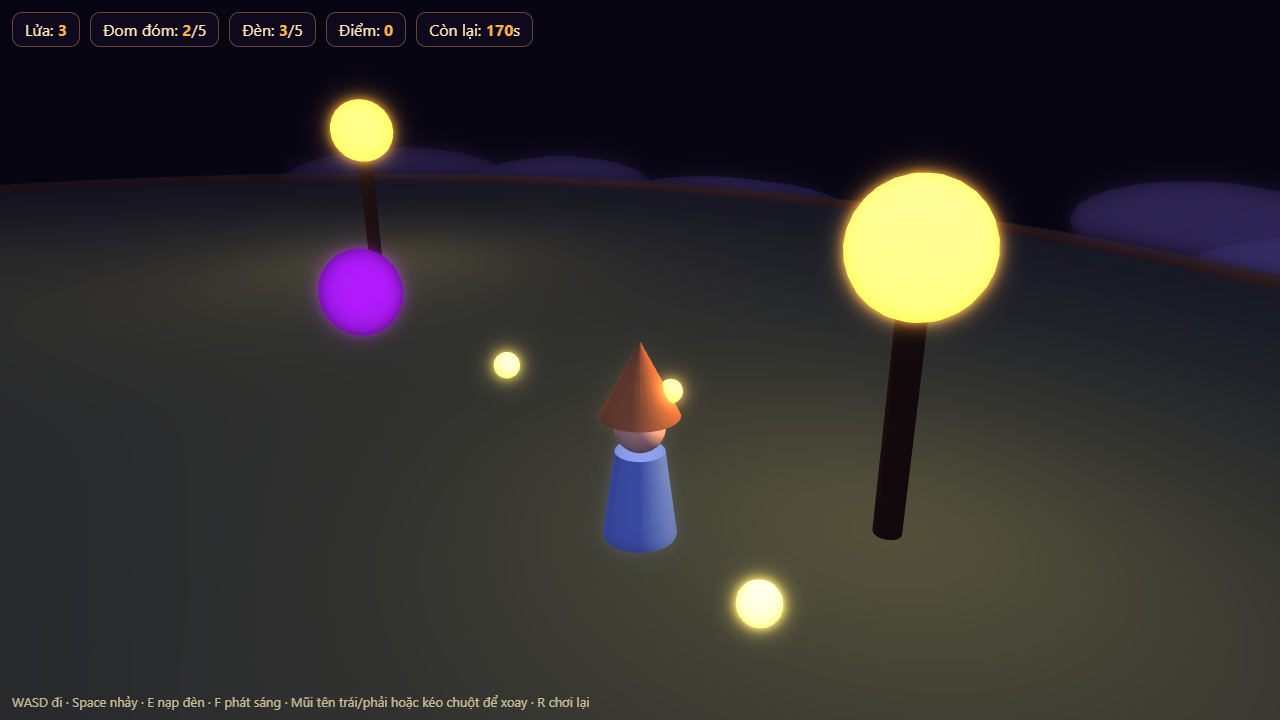 Lửa: 3
Đom đóm: 2/5
Đèn: 3/5
Điểm: 0
Còn lại: 170s
WASD đi · Space nhảy · E nạp đèn · F phát sáng · Mũi tên trái/phải hoặc kéo chuột để xoay · R chơi lại